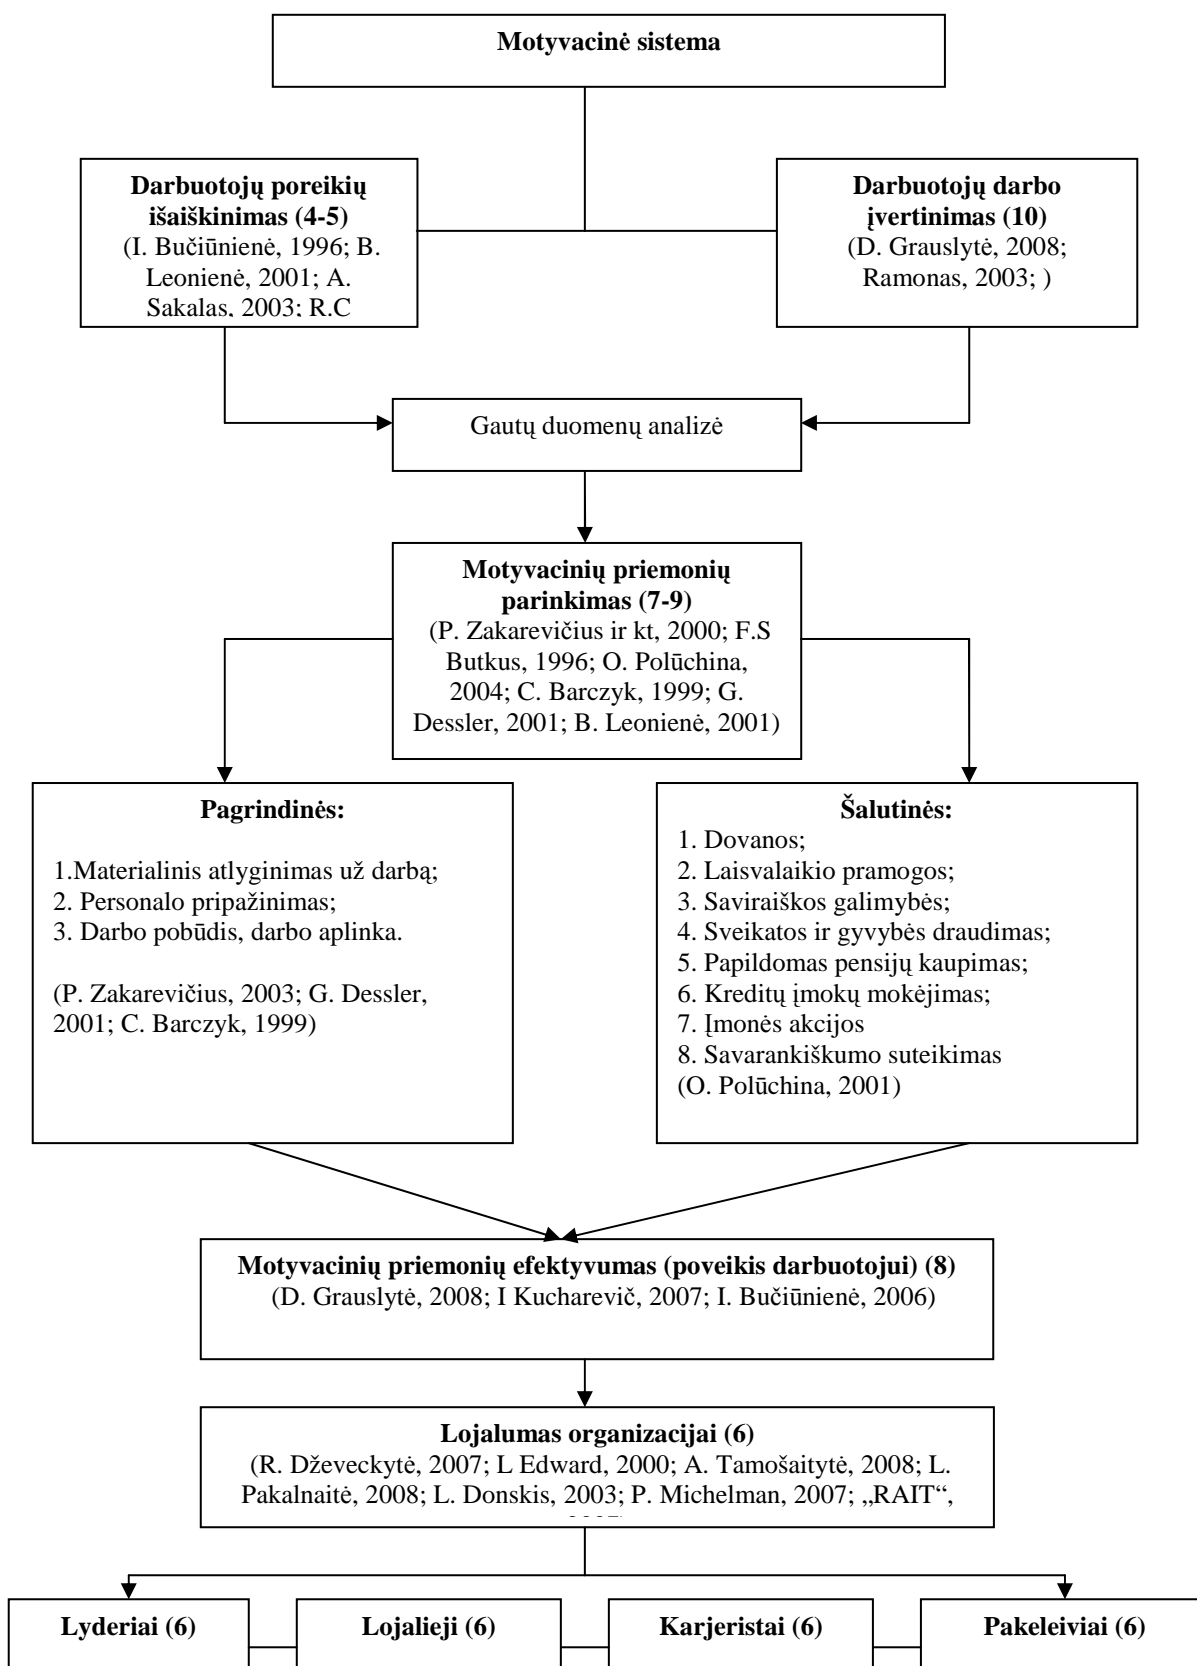 Motyvacinė sistema
Darbuotojų poreikių
išaiškinimas (4-5)
(I. Bučiūnienė, 1996; B.
Leonienė, 2001; A.
Sakalas, 2003; R.C
Darbuotojų darbo
įvertinimas (10)
(D. Grauslytė, 2008;
Ramonas, 2003; )
Gautų duomenų analizė
Motyvacinių priemonių
parinkimas (7-9)
(P. Zakarevičius ir kt, 2000; F.S
Butkus, 1996; O. Polūchina,
2004; C. Barczyk, 1999; G.
Dessler, 2001; B. Leonienė, 2001)
Pagrindinės:
1.Materialinis atlyginimas už darbą;
2. Personalo pripažinimas;
3. Darbo pobūdis, darbo aplinka.
(P. Zakarevičius, 2003; G. Dessler,
2001; C. Barczyk, 1999)
Šalutinės:
1. Dovanos;
2. Laisvalaikio pramogos;
3. Saviraiškos galimybės;
4. Sveikatos ir gyvybės draudimas;
5. Papildomas pensijų kaupimas;
6. Kreditų įmokų mokėjimas;
7. Įmonės akcijos
8. Savarankiškumo suteikimas
(O. Polūchina, 2001)
Motyvacinių priemonių efektyvumas (poveikis darbuotojui) (8)
(D. Grauslytė, 2008; I Kucharevič, 2007; I. Bučiūnienė, 2006)
Lojalumas organizacijai (6)
(R. Dževeckytė, 2007; L Edward, 2000; A. Tamošaitytė, 2008; L.
Pakalnaitė, 2008; L. Donskis, 2003; P. Michelman, 2007; „RAIT“,
Lyderiai (6)
Lojalieji (6)
Karjeristai (6)
Pakeleiviai (6)